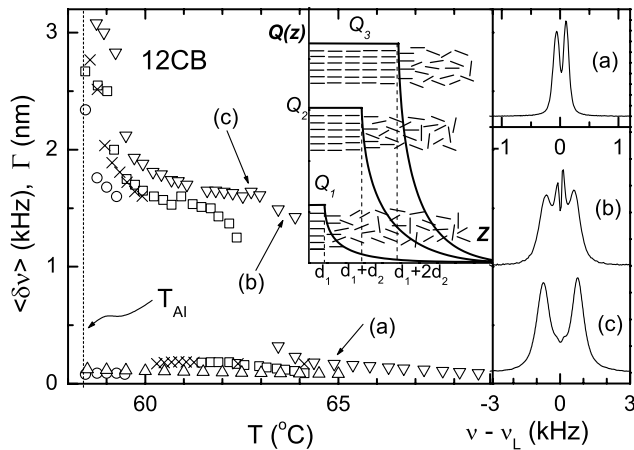 <δν> (kHz), Γ (nm)
3
2
1
0
60
65
T (°C)
12CB
T_AI
(c)
(b)
(a)
Q(z)
Q_3
Q_2
Q_1
Z
d_1
d_1+d_2
d_1+2d_2
(a)
1
0
1
(b)
(c)
-3
0
3
ν - ν_L (kHz)